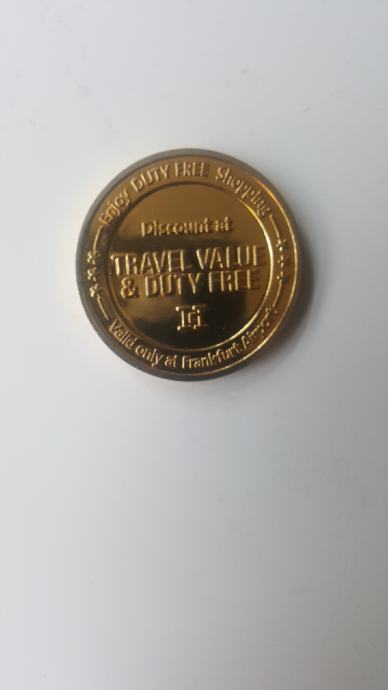 Enjoy DUTY FREE Shopping
Discount at
TRAVEL VALUE
& DUTY FREE
Valid only at Frankfurt Airport